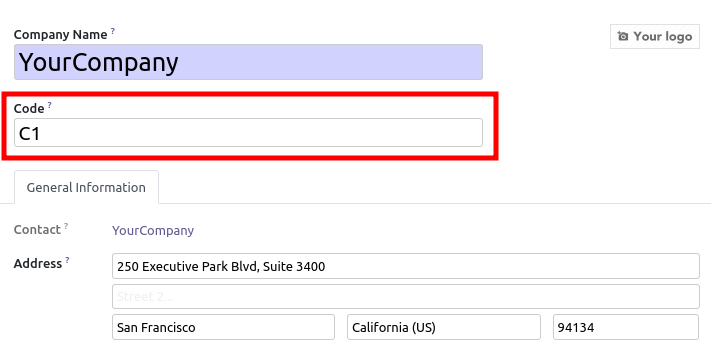 Company Name ?
Your logo
YourCompany
Code ?
C1
General Information
Contact ? YourCompany
Address ? 250 Executive Park Blvd, Suite 3400
Street 2...
San Francisco California (US) 94134